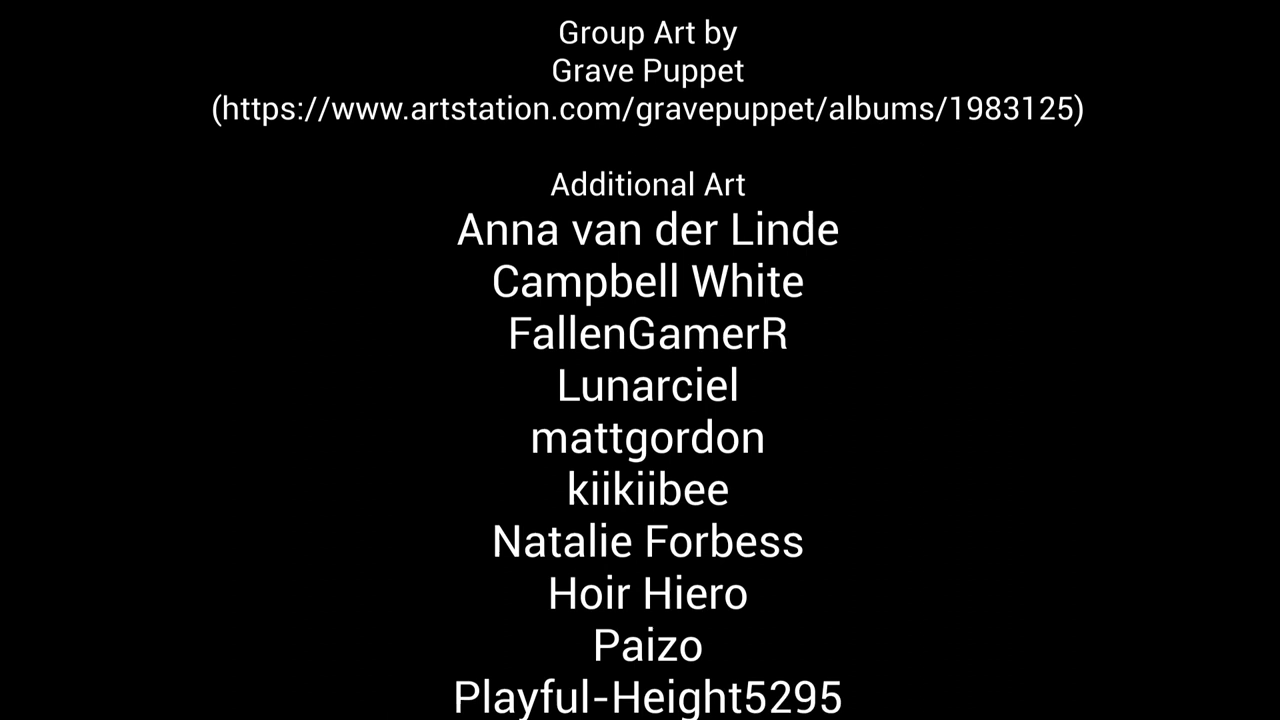 Group Art by
Grave Puppet
(https://www.artstation.com/gravepuppet/albums/1983125)
Additional Art
Anna van der Linde
Campbell White
FallenGamerR
Lunarciel
mattgordon
kiikiibee
Natalie Forbess
Hoir Hiero
Paizo
Playful-Height5295